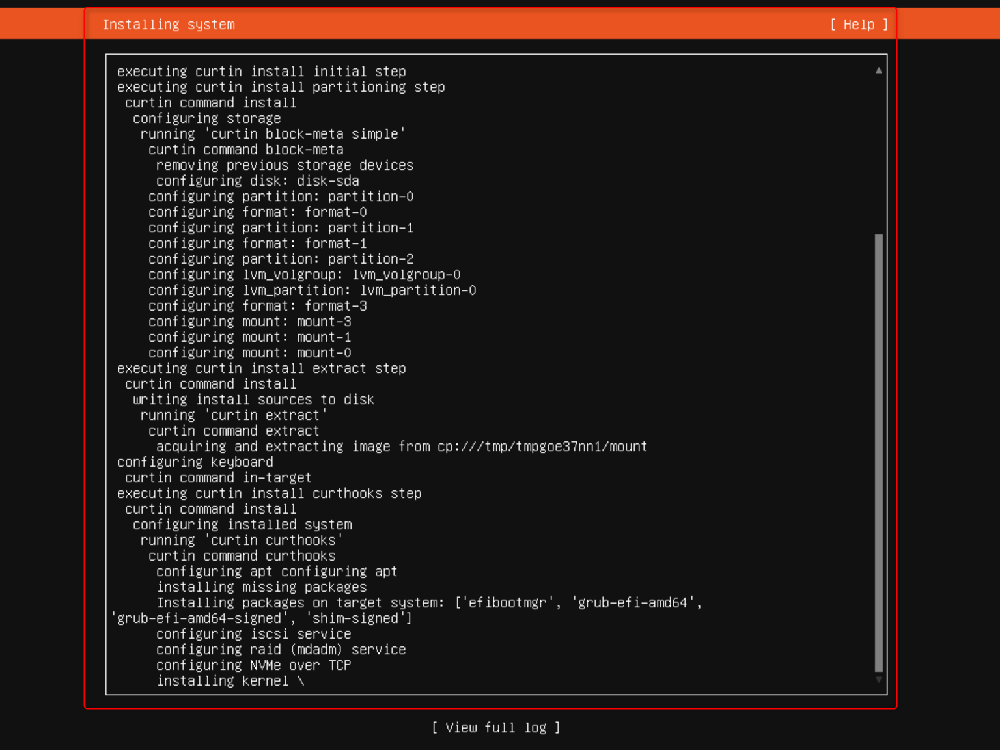 Installing system [ Help ]
executing curtin install initial step
executing curtin install partitioning step
curtin command install
configuring storage
running 'curtin block-meta simple'
curtin command block-meta
removing previous storage devices
configuring disk: disk-sda
configuring partition: partition-0
configuring format: format-0
configuring partition: partition-1
configuring format: format-1
configuring partition: partition-2
configuring lvm_volgroup: lvm_volgroup-0
configuring lvm_partition: lvm_partition-0
configuring format: format-3
configuring mount: mount-3
configuring mount: mount-1
configuring mount: mount-0
executing curtin install extract step
curtin command install
writing install sources to disk
running 'curtin extract'
curtin command extract
acquiring and extracting image from cp:///tmp/tmpgoe37nn1/mount
configuring keyboard
curtin command in-target
executing curtin install curthooks step
curtin command install
configuring installed system
running 'curtin curthooks'
curtin command curthooks
configuring apt configuring apt
installing missing packages
Installing packages on target system: ['efibootmgr', 'grub-efi-amd64',
'grub-efi-amd64-signed', 'shim-signed']
configuring iscsi service
configuring raid (mdadm) service
configuring NVMe over TCP
installing kernel \
[ View full log ]